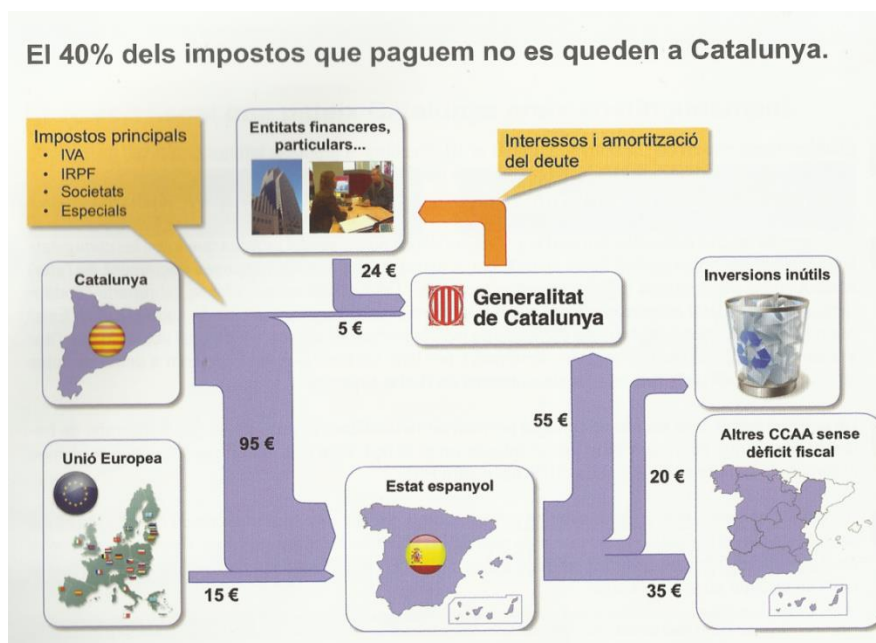 El 40% dels impostos que paguem no es queden a Catalunya.
Impostos principals
• IVA
• IRPF
• Societats
• Especials
Entitats financeres,
particulars...
Interessos i amortització
del deute
24 €
Catalunya
Generalitat
de Catalunya
5 €
Inversions inútils
95 €
55 €
20 €
Altres CCAA sense
dèficit fiscal
Unió Europea
Estat espanyol
15 €
35 €